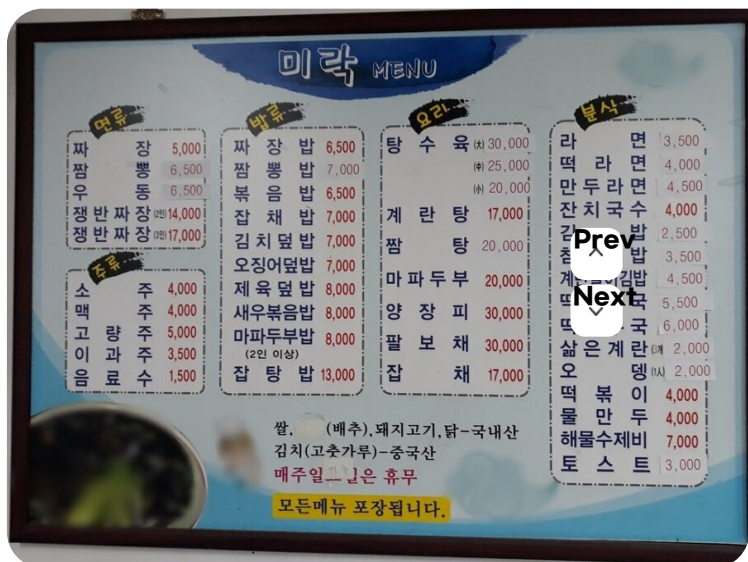 미락 MENU
면류
짜장 5,000
짬뽕 6,500
우동 6,500
쟁반짜장(2인) 14,000
쟁반짜장(3인) 17,000
주류
소주 4,000
맥주 4,000
고량주 5,000
이과주 3,500
음료수 1,500
밥류
짜장밥 6,500
짬뽕밥 7,000
볶음밥 6,500
잡채밥 7,000
김치덮밥 7,000
오징어덮밥 7,000
제육덮밥 8,000
새우볶음밥 8,000
마파두부밥 8,000
(2인 이상)
잡탕밥 13,000
요리
탕수육 (大) 30,000
(中) 25,000
(小) 20,000
계란탕 17,000
짬탕 20,000
마파두부 20,000
양장피 30,000
팔보채 30,000
잡채 17,000
분식
라면 3,500
떡라면 4,000
만두라면 4,500
잔치국수 4,000
밥 2,500
밥 3,500
김밥 4,500
국 5,500
국 6,000
삶은계란 2,000
오뎅 2,000
떡볶이 4,000
물만두 4,000
해물수제비 7,000
토스트 3,000
Prev
Next
쌀, (배추),돼지고기,닭-국내산
김치(고춧가루)-중국산
매주일 은 휴무
모든메뉴 포장됩니다.